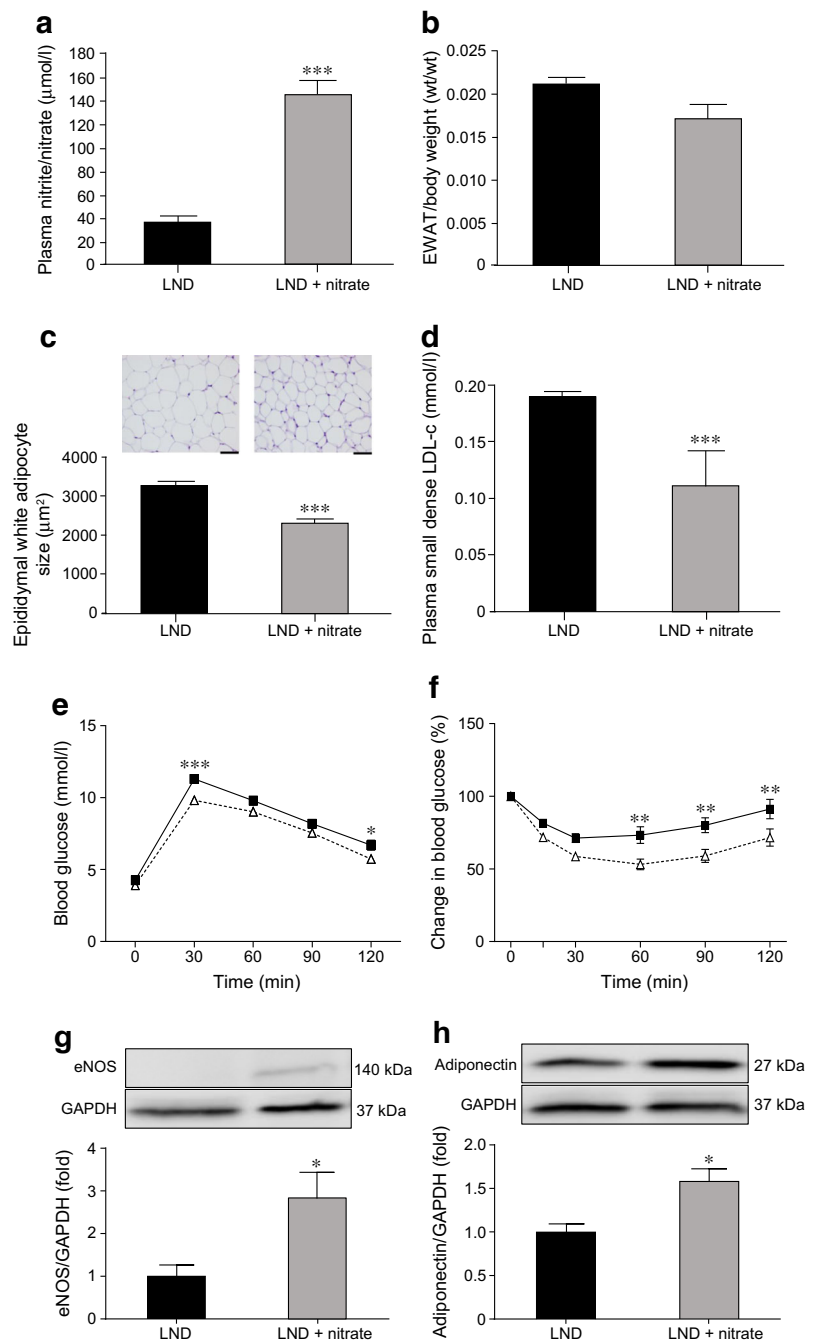 a
Plasma nitrite/nitrate (µmol/l)
180
160
140
120
100
80
60
40
20
0
***
LND
LND + nitrate
b
EWAT/body weight (wt/wt)
0.025
0.020
0.015
0.010
0.005
0
LND
LND + nitrate
c
Epididymal white adipocyte
size (µm²)
4000
3000
2000
1000
0
***
LND
LND + nitrate
d
Plasma small dense LDL-c (mmol/l)
0.20
0.15
0.10
0.05
0
***
LND
LND + nitrate
e
Blood glucose (mmol/l)
15
10
5
0
***
*
0
30
60
90
120
Time (min)
f
Change in blood glucose (%)
150
100
50
0
**
**
**
0
30
60
90
120
Time (min)
g
eNOS
140 kDa
GAPDH
37 kDa
eNOS/GAPDH (fold)
4
3
2
1
0
*
LND
LND + nitrate
h
Adiponectin
27 kDa
GAPDH
37 kDa
Adiponectin/GAPDH (fold)
2.0
1.5
1.0
0.5
0
*
LND
LND + nitrate